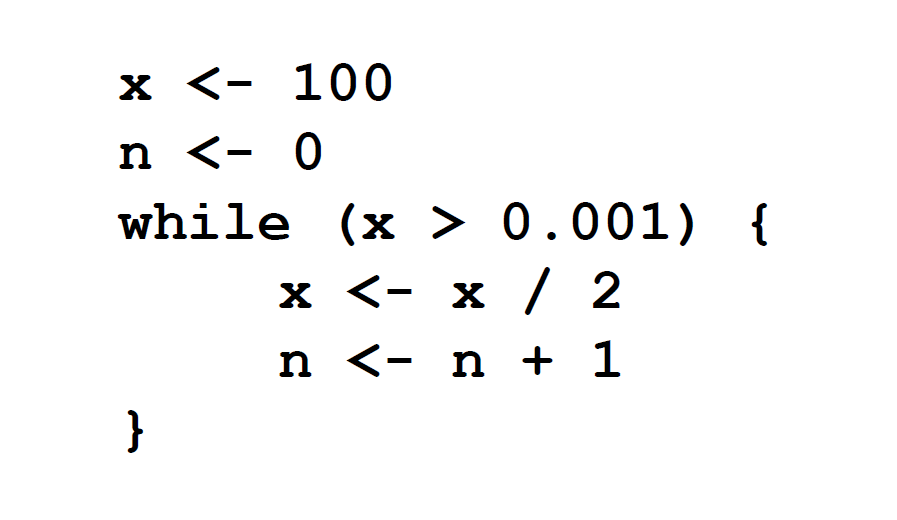 x <- 100
n <- 0
while (x > 0.001) {
     x <- x / 2
     n <- n + 1
}